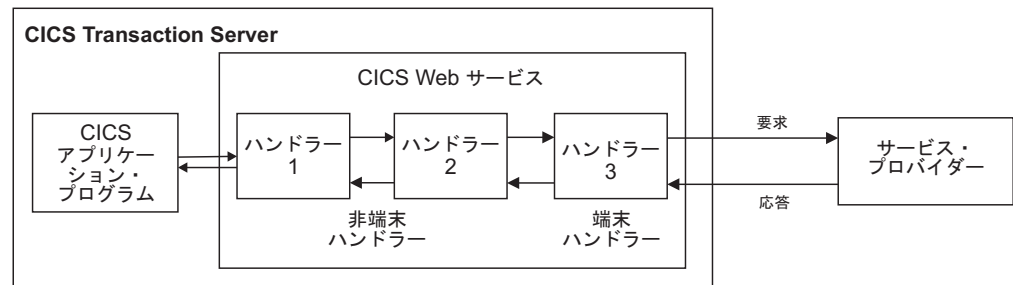 CICS Transaction Server
CICS Web サービス
CICS
アプリケー
ション・
プログラム
ハンドラー
1
ハンドラー
2
ハンドラー
3
要求
応答
サービス・
プロバイダー
非端末
ハンドラー
端末
ハンドラー